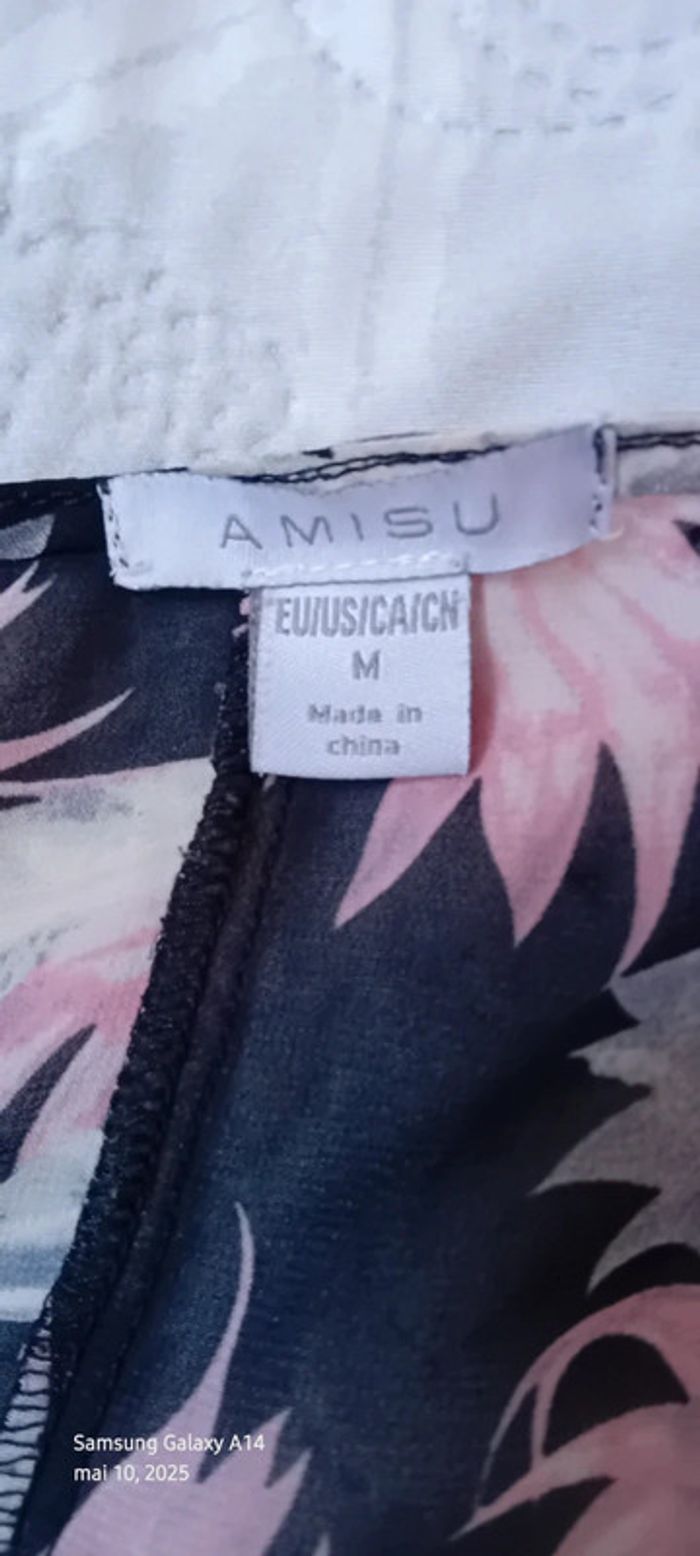 AMISU
EU/US/CA/CN
M
Made in
china
Samsung Galaxy A14
mai 10, 2025